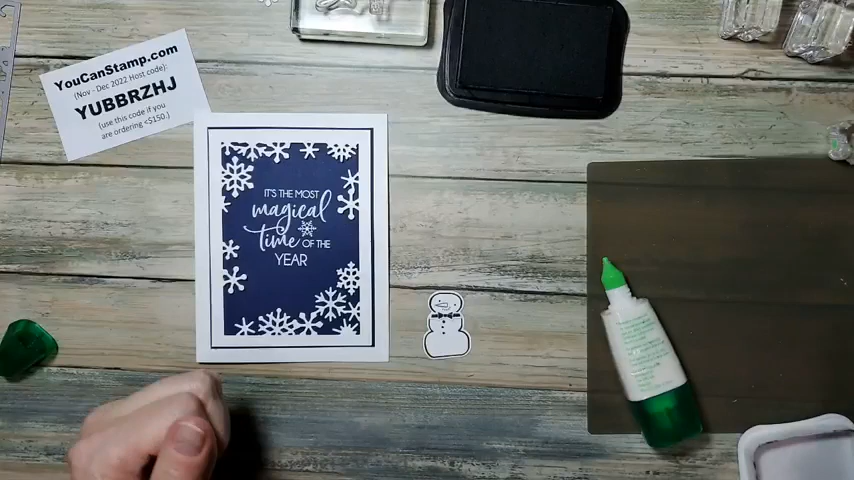 YouCanStamp.com
(Nov - Dec 2022 Host code):
YUBBRZHJ
(use this code if you
are ordering <$150.)
IT'S THE MOST
magical
time OF THE
YEAR